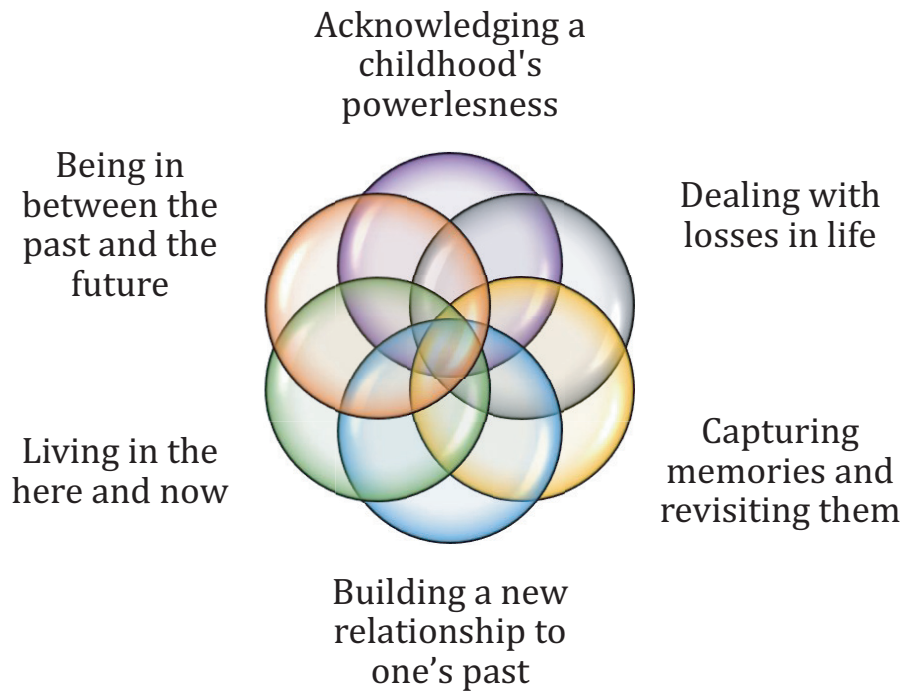 Acknowledging a
childhood's
powerlesness
Being in
between the
past and the
future
Dealing with
losses in life
Living in the
here and now
Capturing
memories and
revisiting them
Building a new
relationship to
one’s past